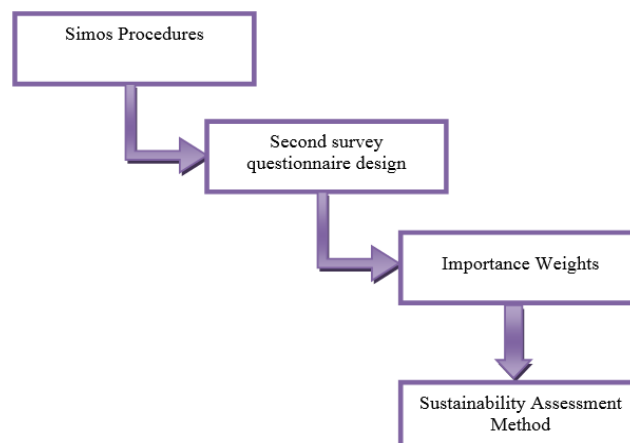 Simos Procedures
Second survey
questionnaire design
Importance Weights
Sustainability Assessment
Method